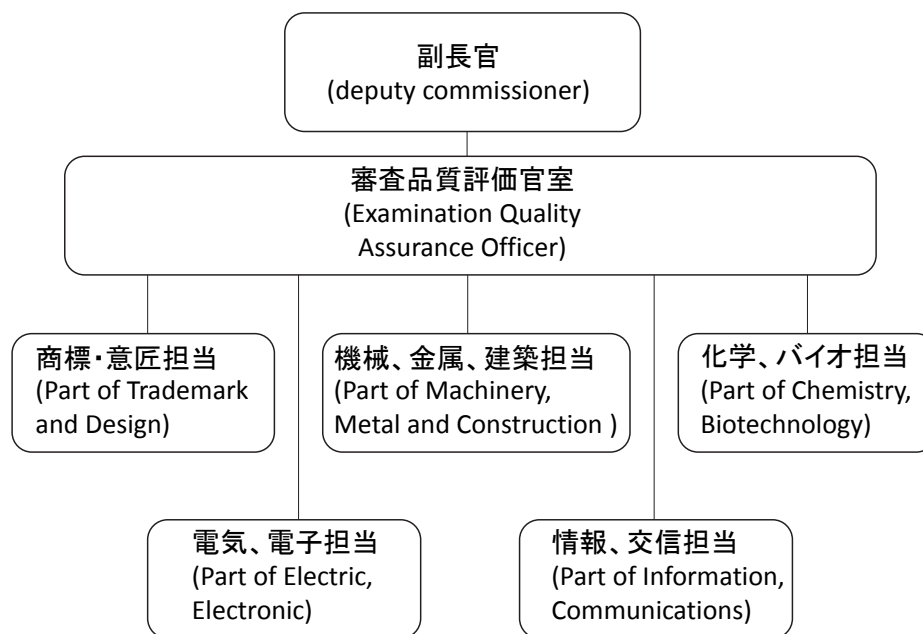 副長官
(deputy commissioner)
審査品質評価官室
(Examination Quality
Assurance Officer)
商標・意匠担当
(Part of Trademark
and Design)
機械、金属、建築担当
(Part of Machinery,
Metal and Construction )
化学、バイオ担当
(Part of Chemistry,
Biotechnology)
電気、電子担当
(Part of Electric,
Electronic)
情報、交信担当
(Part of Information,
Communications)